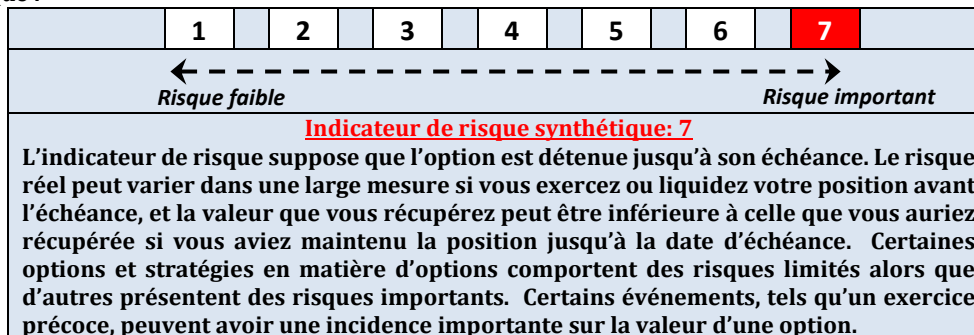 1 2 3 4 5 6 7
Risque faible Risque important
Indicateur de risque synthétique: 7
L'indicateur de risque suppose que l'option est détenue jusqu'à son échéance. Le risque
réel peut varier dans une large mesure si vous exercez ou liquidez votre position avant
l'échéance, et la valeur que vous récupérez peut être inférieure à celle que vous auriez
récupérée si vous aviez maintenu la position jusqu'à la date d'échéance. Certaines
options et stratégies en matière d'options comportent des risques limités alors que
d'autres présentent des risques importants. Certains événements, tels qu'un exercice
précoce, peuvent avoir une incidence importante sur la valeur d'une option.